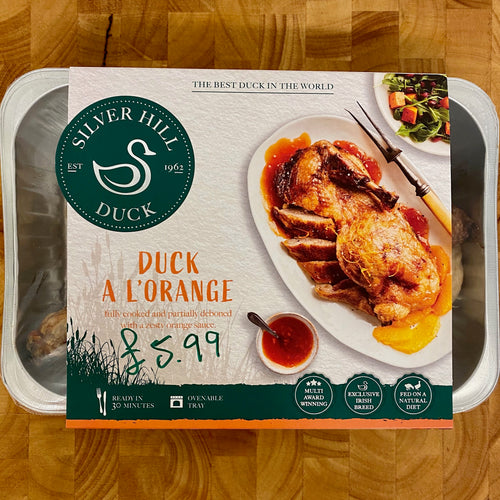 THE BEST DUCK IN THE WORLD
SILVER HILL
EST 1962
DUCK
DUCK
A L'ORANGE
fully cooked and partially deboned
with a zesty orange sauce.
£5.99
READY IN
30 MINUTES
OVENABLE
TRAY
MULTI
AWARD
WINNING
EXCLUSIVE
IRISH
BREED
FED ON A
NATURAL
DIET